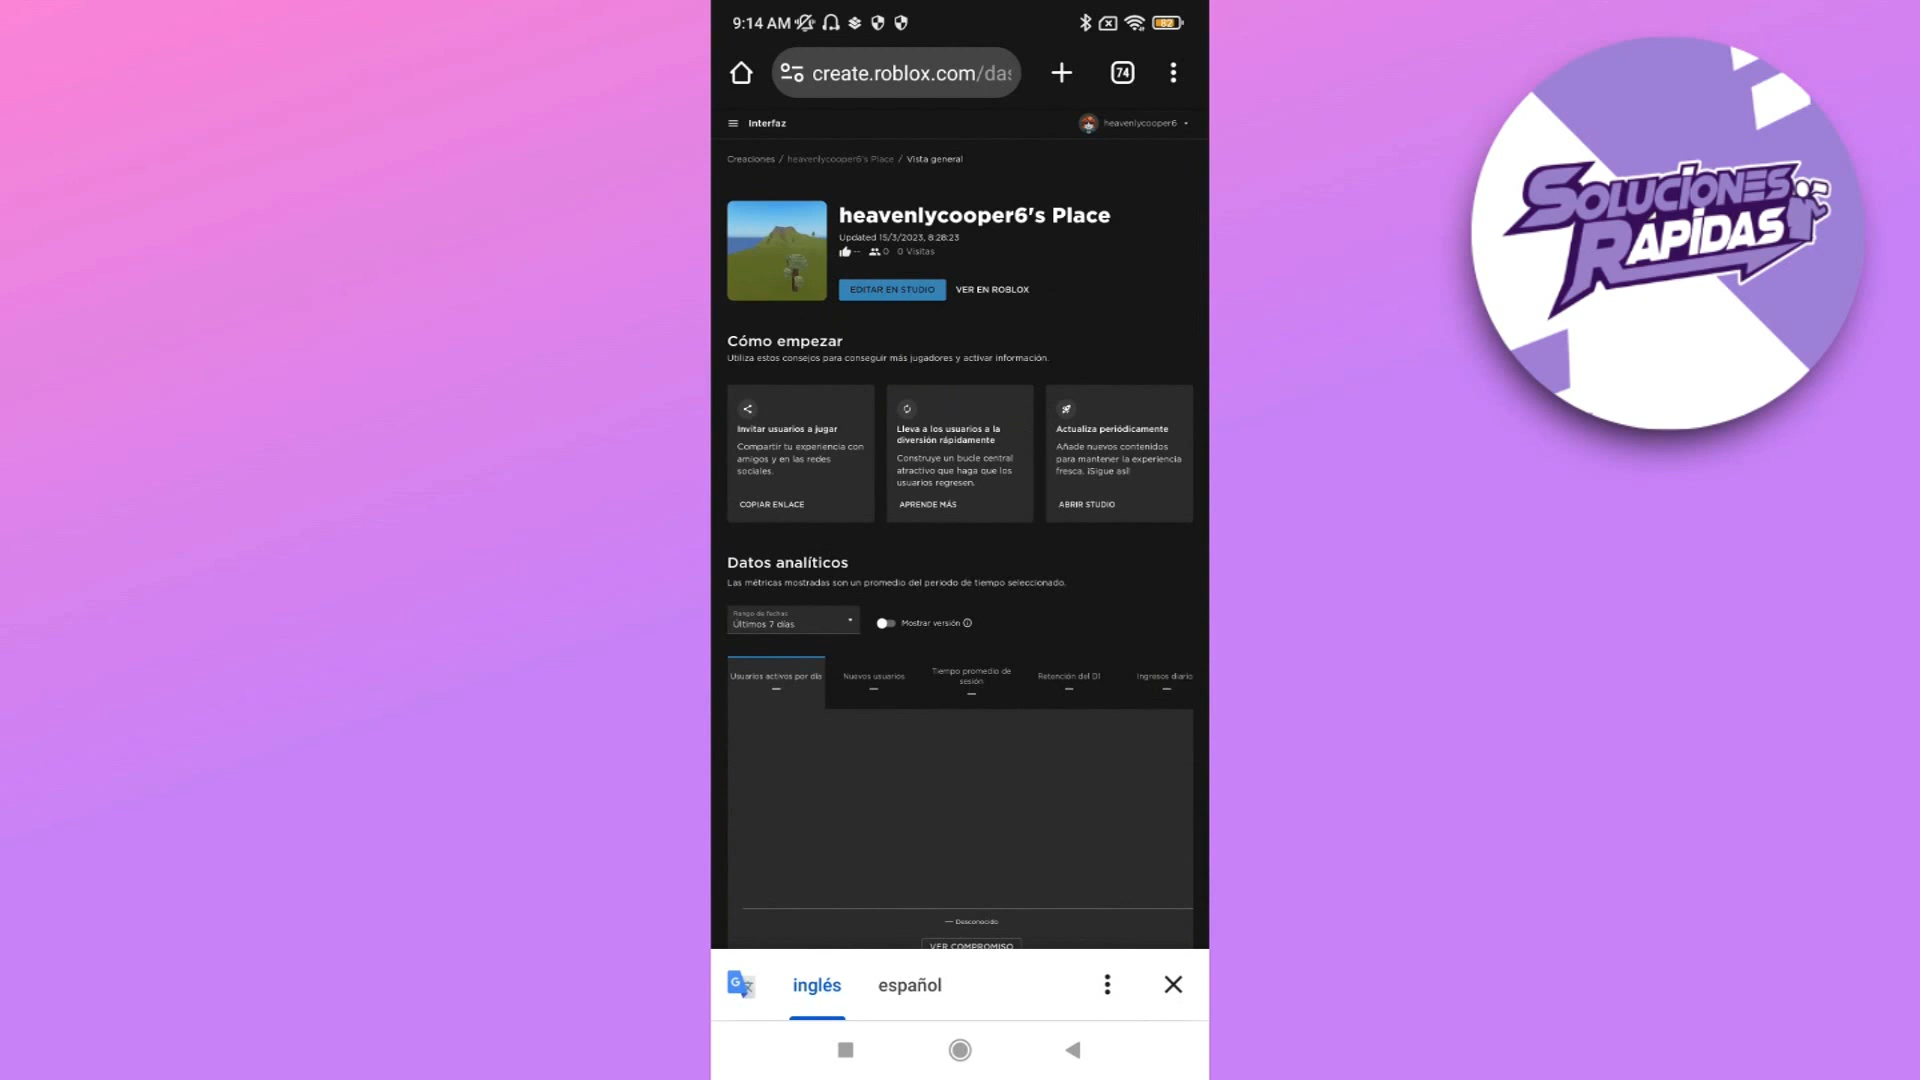 9:14 AM
82
create.roblox.com/das
74
Interfaz
heavenlycooper6
Creaciones / heavenlycooper6's Place / Vista general
heavenlycooper6's Place
Updated 15/3/2023, 8:28:23
-- 0 0 Visitas
EDITAR EN STUDIO VER EN ROBLOX
Cómo empezar
Utiliza estos consejos para conseguir más jugadores y activar información.
Invitar usuarios a jugar
Compartir tu experiencia con
amigos y en las redes
sociales.
COPIAR ENLACE
Lleva a los usuarios a la
diversión rápidamente
Construye un bucle central
atractivo que haga que los
usuarios regresen.
APRENDE MÁS
Actualiza periódicamente
Añade nuevos contenidos
para mantener la experiencia
fresca. ¡Sigue así!
ABRIR STUDIO
Datos analíticos
Las métricas mostradas son un promedio del periodo de tiempo seleccionado.
Rango de fechas
Últimos 7 días
Mostrar versión
Usuarios activos por día
—
Nuevos usuarios
—
Tiempo promedio de
sesión
—
Retención del D1
—
Ingresos diario
—
Desconocido
VER COMPROMISO
inglés español
SOLUCIONES
RÁPIDAS